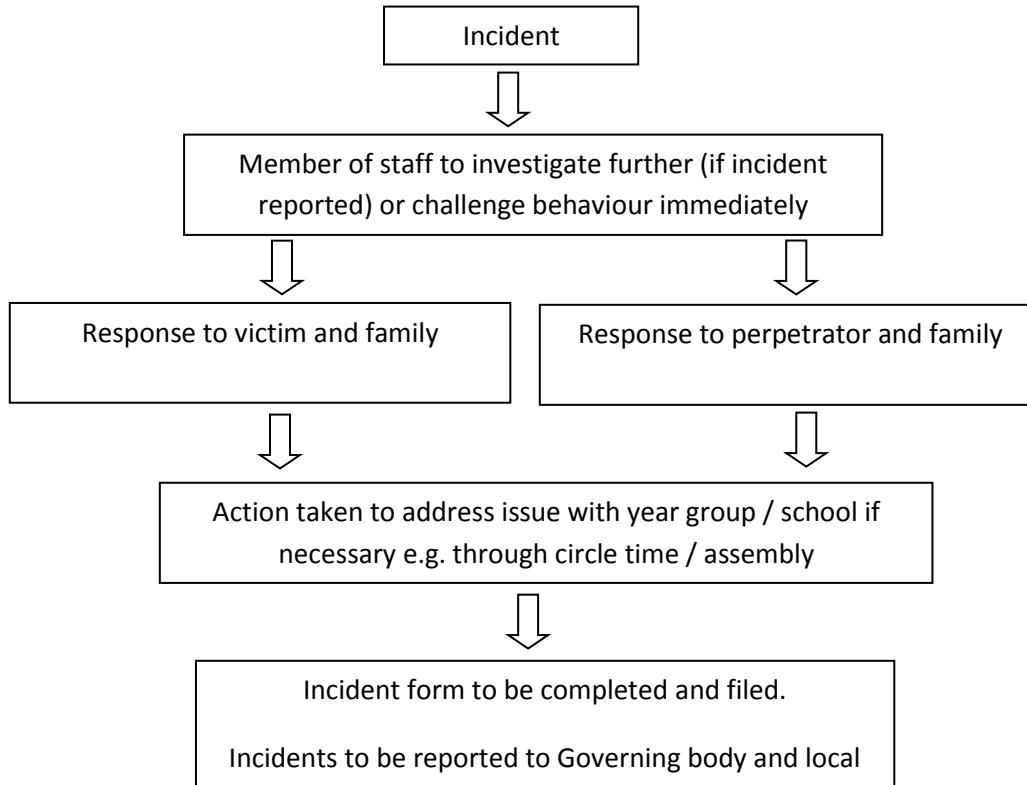 Incident
Member of staff to investigate further (if incident
reported) or challenge behaviour immediately
Response to victim and family
Response to perpetrator and family
Action taken to address issue with year group / school if
necessary e.g. through circle time / assembly
Incident form to be completed and filed.
Incidents to be reported to Governing body and local